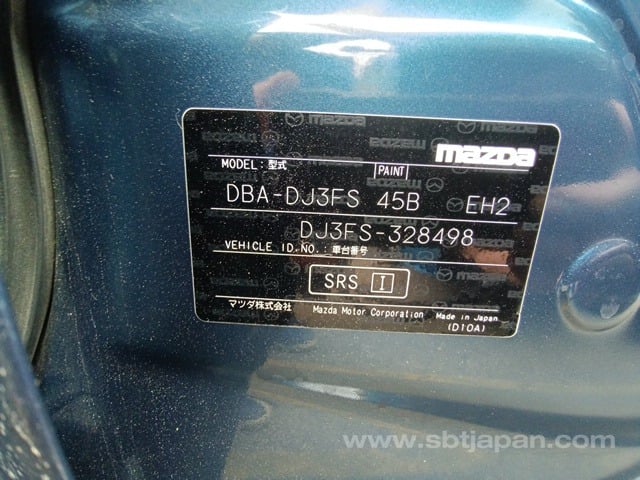 mazda
MODEL: 型式 PAINT
DBA-DJ3FS 45B EH2
DJ3FS-328498
VEHICLE ID.NO.: 車台番号
SRS I
マツダ株式会社 Mazda Motor Corporation Made in Japan
(D10A)
www.sbtjapan.com